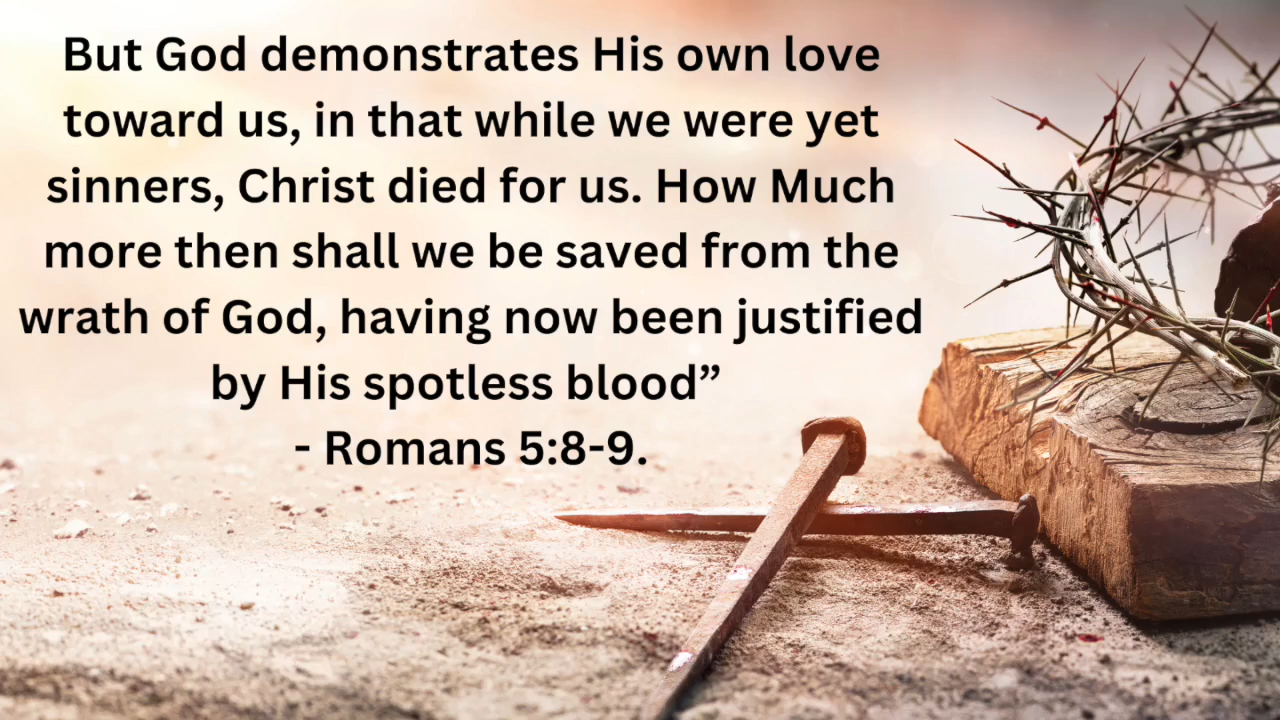 But God demonstrates His own love
toward us, in that while we were yet
sinners, Christ died for us. How Much
more then shall we be saved from the
wrath of God, having now been justified
by His spotless blood”
- Romans 5:8-9.